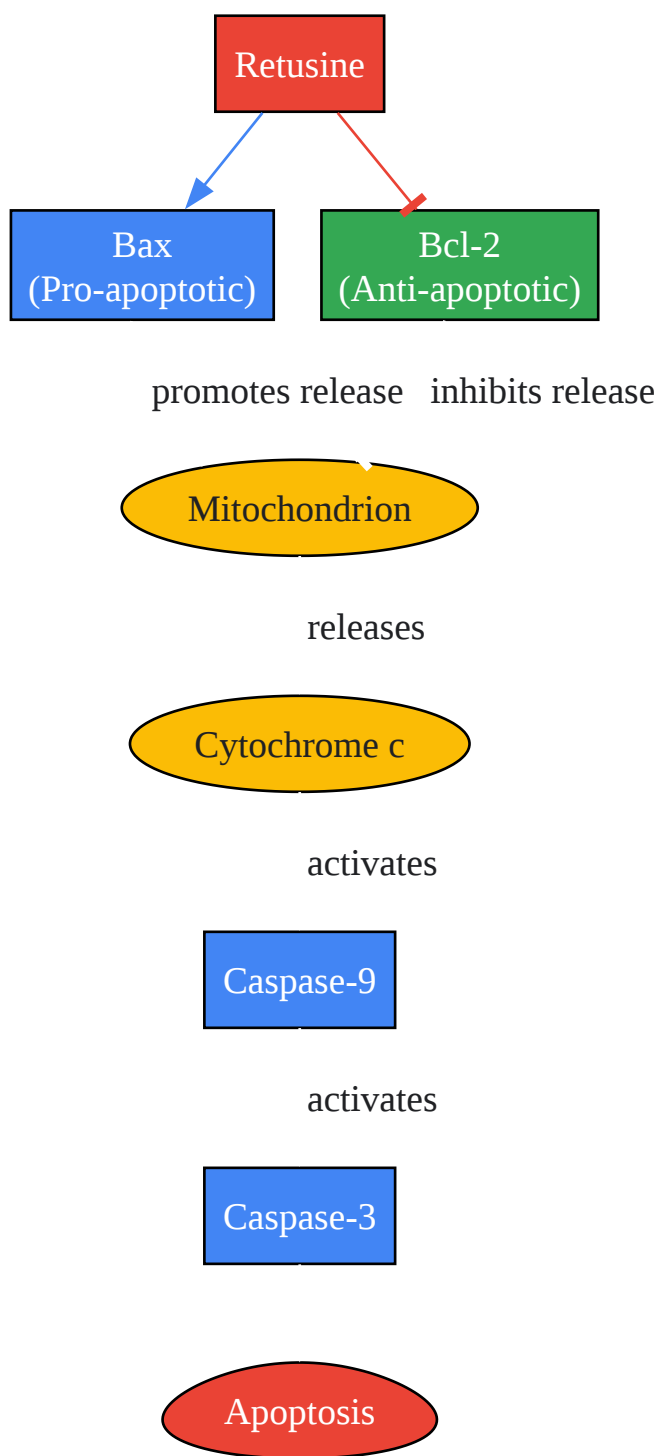 Retusine
Bax
(Pro-apoptotic)
Bcl-2
(Anti-apoptotic)
promotes release
inhibits release
Mitochondrion
releases
Cytochrome c
activates
Caspase-9
activates
Caspase-3
Apoptosis